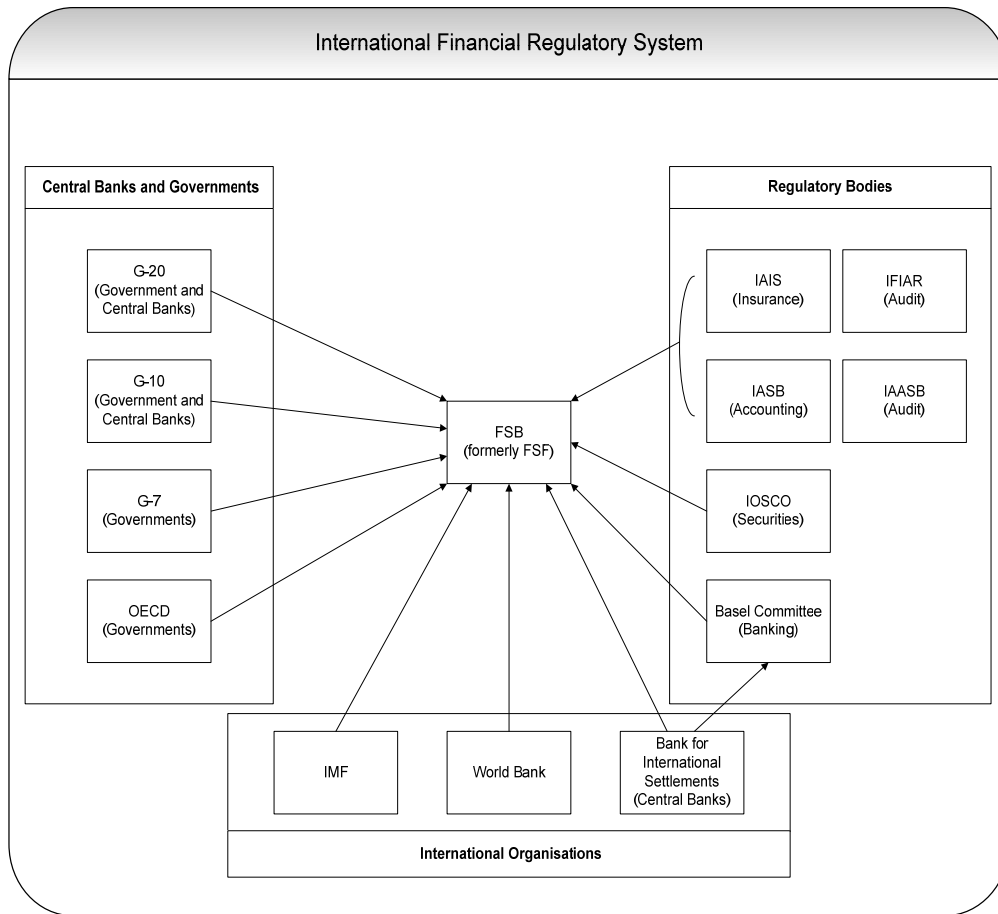 International Financial Regulatory System
Central Banks and Governments
G-20
(Government and
Central Banks)
G-10
(Government and
Central Banks)
G-7
(Governments)
OECD
(Governments)
FSB
(formerly FSF)
Regulatory Bodies
IAIS
(Insurance)
IFIAR
(Audit)
IASB
(Accounting)
IAASB
(Audit)
IOSCO
(Securities)
Basel Committee
(Banking)
IMF
World Bank
Bank for
International
Settlements
(Central Banks)
International Organisations